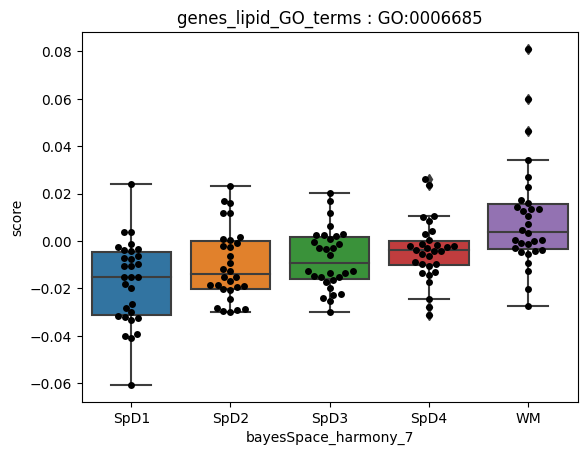 genes_lipid_GO_terms : GO:0006685
0.08
0.06
0.04
0.02
0.00
−0.02
−0.04
−0.06
score
SpD1 SpD2 SpD3 SpD4 WM
bayesSpace_harmony_7